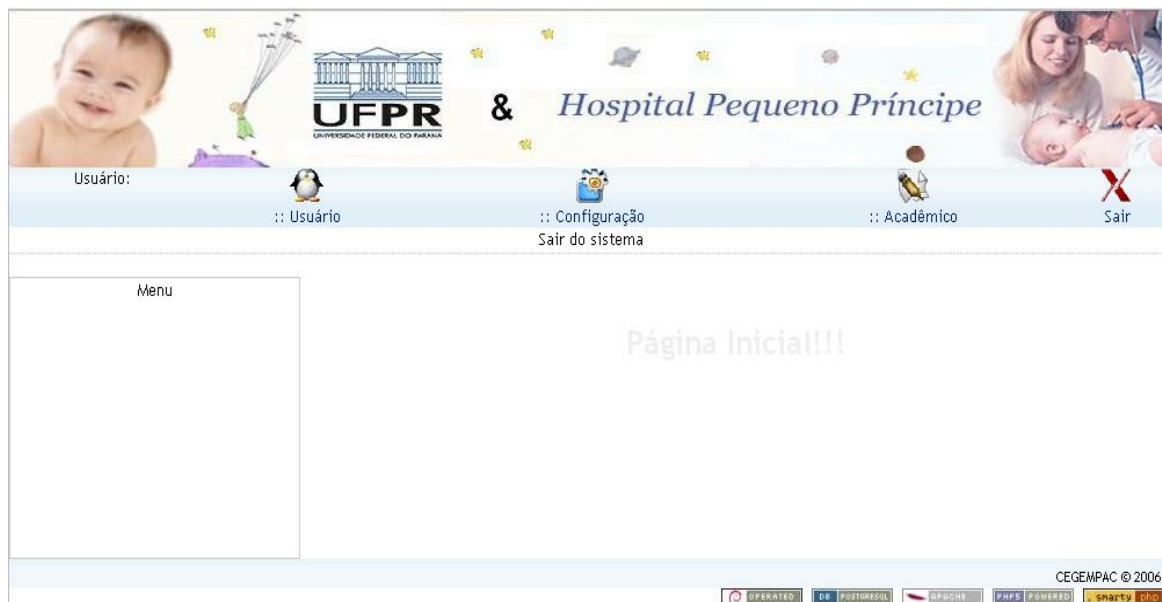 UFPR
UNIVERSIDADE FEDERAL DO PARANÁ
& Hospital Pequeno Príncipe
Usuário:
:: Usuário :: Configuração :: Acadêmico Sair
Sair do sistema
Menu
Página Inicial!!!
CEGEMPAC © 2006
OPERATED DB POSTGRESQL APACHE PHP5 POWERED smarty php